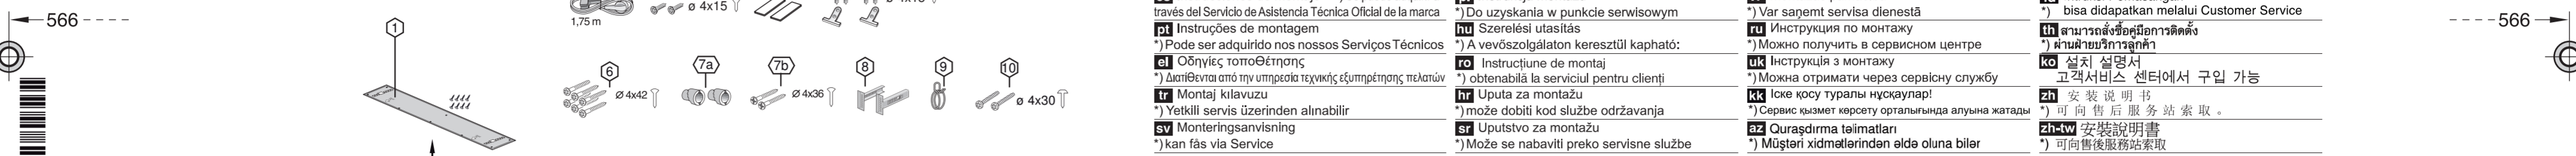 566
1
1,75 m
ø 4x15
6
Ø 4x42
7a
7b
Ø 4x36
8
9
10
ø 4x30
través del Servicio de Asistencia Técnica Oficial de la marca
pt Instruções de montagem
*) Pode ser adquirido nos nossos Serviços Técnicos
el Οδηγίες τοποθέτησης
*) Διατίθενται από την υπηρεσία τεχνικής εξυπηρέτησης πελατών
tr Montaj kılavuzu
*) Yetkili servis üzerinden alınabilir
sv Monteringsanvisning
*) kan fås via Service
*) Do uzyskania w punkcie serwisowym
hu Szerelési utasítás
*) A vevőszolgálaton keresztül kapható:
ro Instrucțiune de montaj
*) obtenabilă la serviciul pentru clienți
hr Uputa za montažu
*) može dobiti kod službe održavanja
sr Uputstvo za montažu
*) Može se nabaviti preko servisne službe
*) Var saņemt servisa dienestā
ru Инструкция по монтажу
*) Можно получить в сервисном центре
uk Інструкція з монтажу
*) Можна отримати через сервісну службу
kk Іске қосу туралы нұсқаулар!
*) Сервис қызмет көрсету орталығында алуына жатады
az Quraşdırma təlimatları
*) Müştəri xidmətlərindən əldə oluna bilər
*) bisa didapatkan melalui Customer Service
th สามารถสั่งซื้อคู่มือการติดตั้ง
*) ผ่านฝ่ายบริการลูกค้า
ko 설치 설명서
고객서비스 센터에서 구입 가능
zh 安装说明书
*) 可向售后服务站索取。
zh-tw 安裝說明書
*) 可向售後服務站索取
566